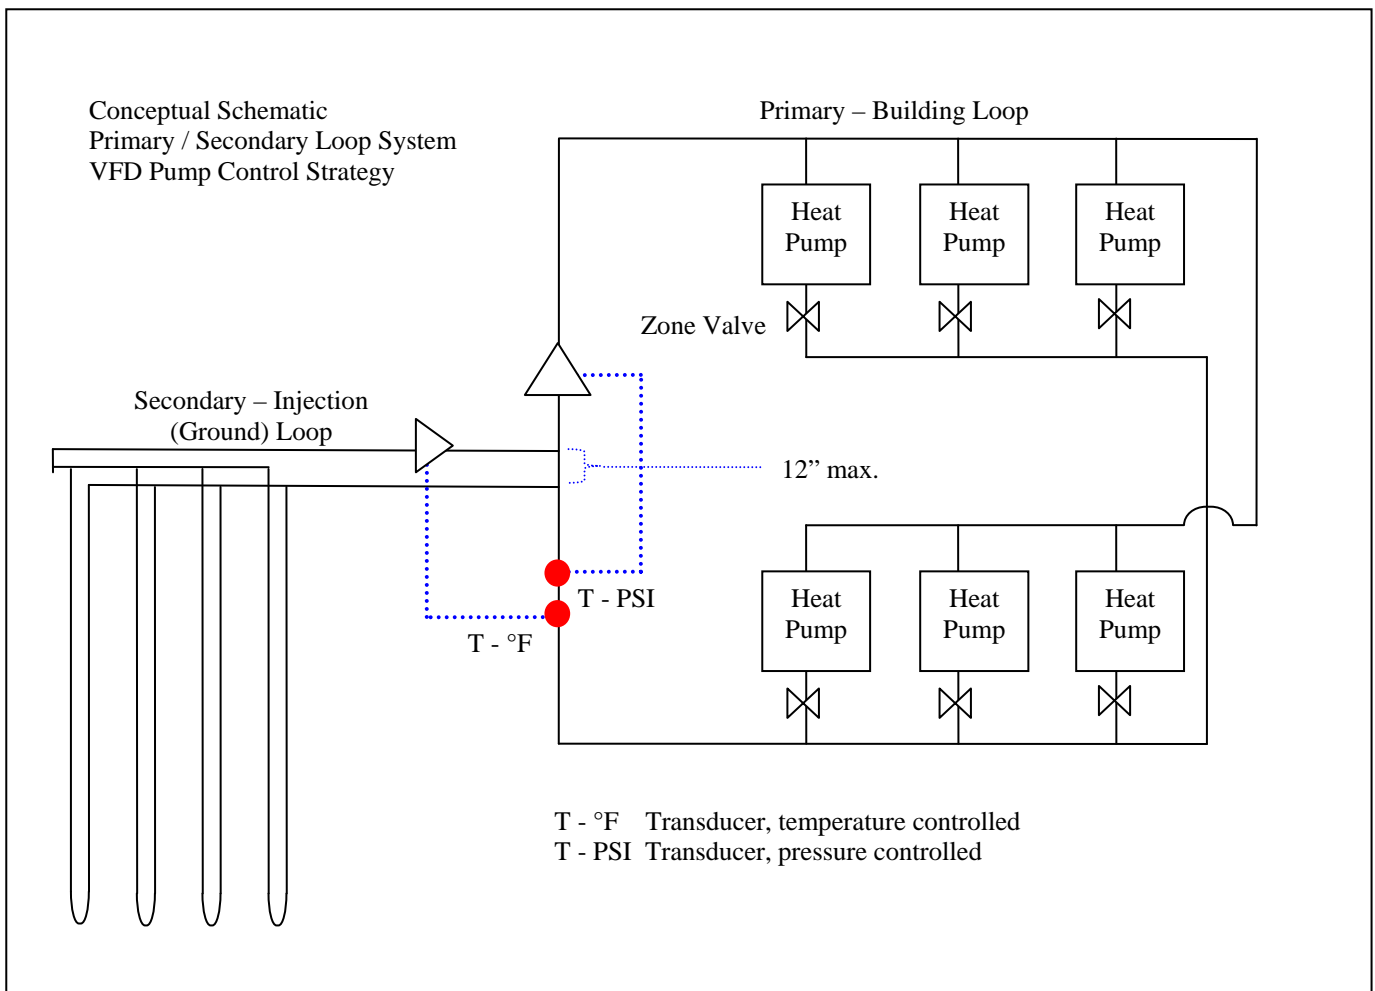 Conceptual Schematic
Primary / Secondary Loop System
VFD Pump Control Strategy
Primary – Building Loop
Heat
Pump
Heat
Pump
Heat
Pump
Zone Valve
Secondary – Injection
(Ground) Loop
12” max.
T - PSI
T - °F
Heat
Pump
Heat
Pump
Heat
Pump
T - °F Transducer, temperature controlled
T - PSI Transducer, pressure controlled